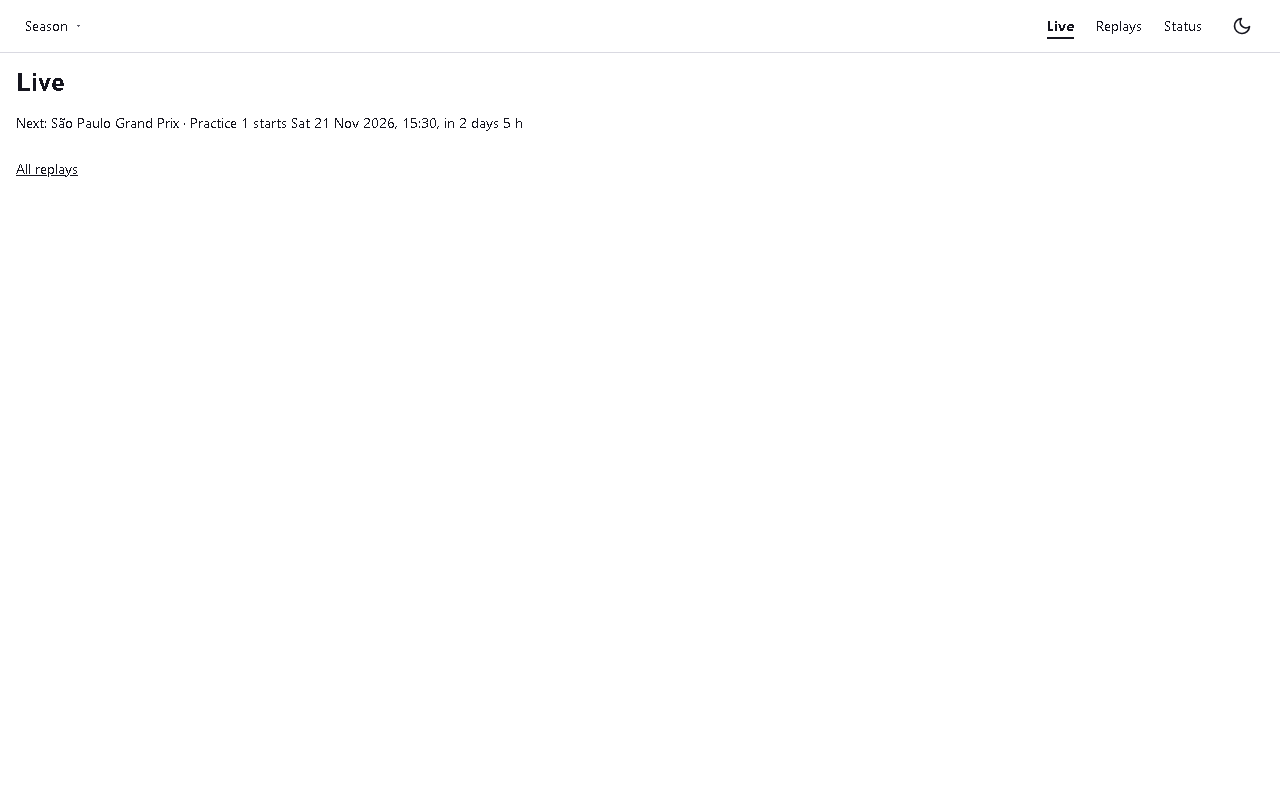 Season
Live
Replays
Status
Live
Next: São Paulo Grand Prix · Practice 1 starts Sat 21 Nov 2026, 15:30, in 2 days 5 h
All replays